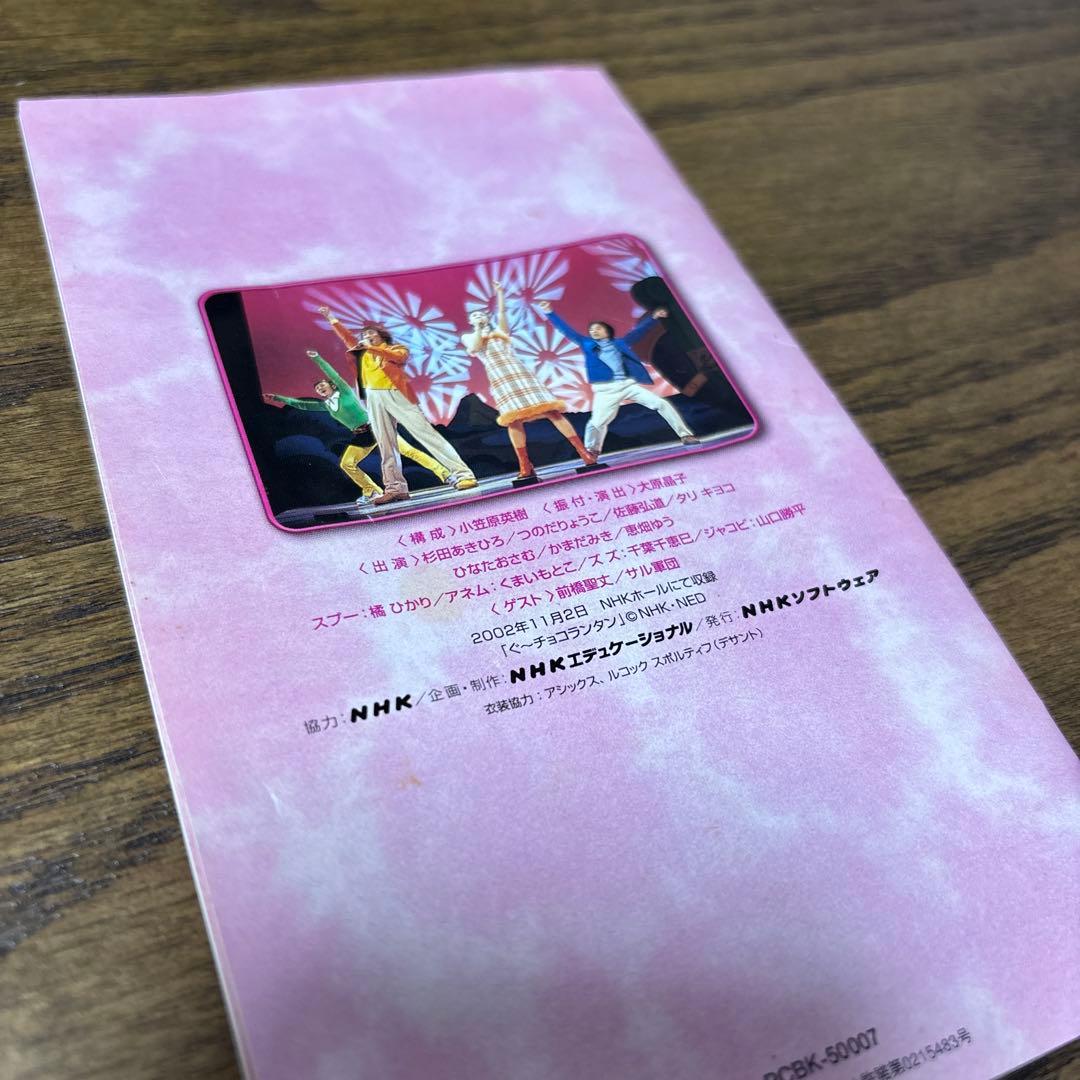 〈 構成 〉小笠原英樹 〈 振付・演出 〉大原晶子
〈 出演 〉杉田あきひろ／つのだりょうこ／佐藤弘道／タリ キヨコ
ひなたおさむ／かまだみき／恵畑ゆう
スプー：橘 ひかり／アネム：くまいもとこ／ズズ：千葉千恵巳／ジャコビ：山口勝平
〈 ゲスト 〉前橋聖丈／サル軍団
2002年11月2日 NHKホールにて収録
「ぐ〜チョコランタン」©NHK・NED
協力：NHK／企画・制作：NHKエデュケーショナル／発行：NHKソフトウェア
衣装協力：アシックス、ルコック スポルティフ（デサント）
PCBK-50007
第0215483号